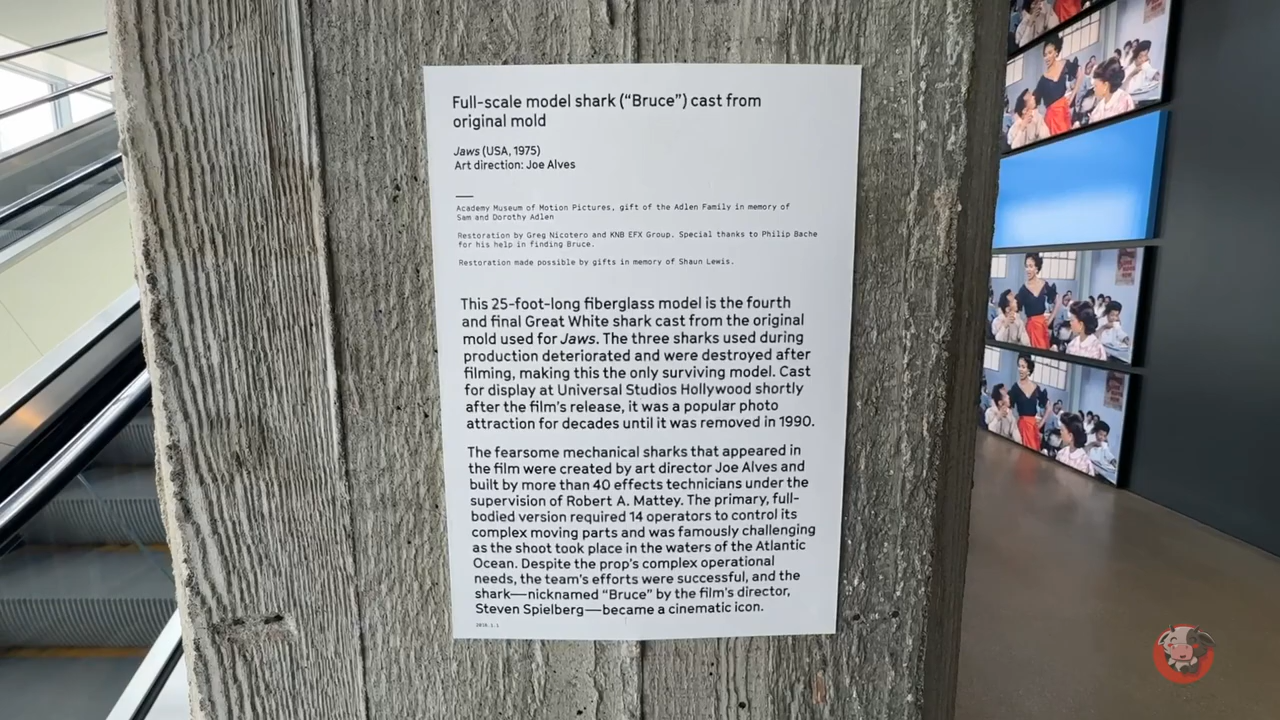 Full-scale model shark (“Bruce”) cast from
original mold
Jaws (USA, 1975)
Art direction: Joe Alves
Academy Museum of Motion Pictures, gift of the Adlen Family in memory of
Sam and Dorothy Adlen
Restoration by Greg Nicotero and KNB EFX Group. Special thanks to Philip Bache
for his help in finding Bruce.
Restoration made possible by gifts in memory of Shaun Lewis.
This 25-foot-long fiberglass model is the fourth
and final Great White shark cast from the original
mold used for Jaws. The three sharks used during
production deteriorated and were destroyed after
filming, making this the only surviving model. Cast
for display at Universal Studios Hollywood shortly
after the film’s release, it was a popular photo
attraction for decades until it was removed in 1990.
The fearsome mechanical sharks that appeared in
the film were created by art director Joe Alves and
built by more than 40 effects technicians under the
supervision of Robert A. Mattey. The primary, full-
bodied version required 14 operators to control its
complex moving parts and was famously challenging
as the shoot took place in the waters of the Atlantic
Ocean. Despite the prop’s complex operational
needs, the team’s efforts were successful, and the
shark—nicknamed “Bruce” by the film’s director,
Steven Spielberg—became a cinematic icon.